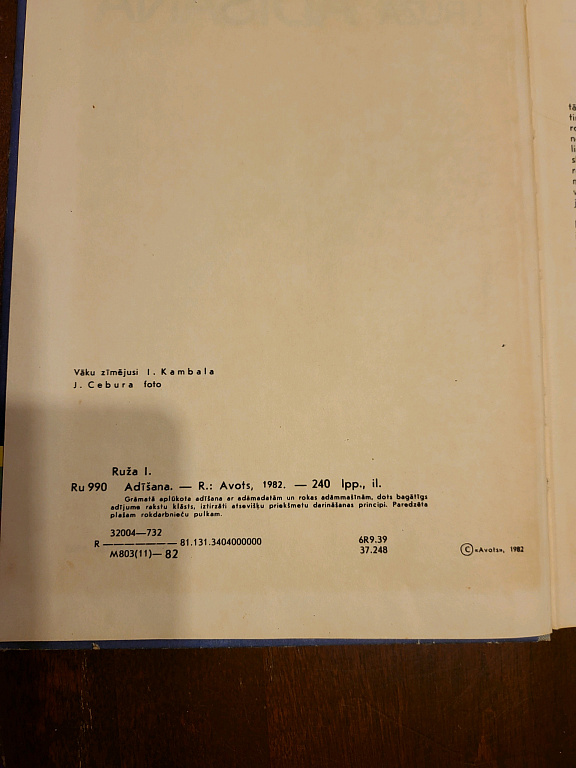 Vāku zīmējusi I. Kambala
J. Cebura foto
Ruža I.
Ru 990 Adīšana. — R.: Avots, 1982. — 240 lpp., il.
Grāmatā aplūkota adīšana ar adāmadatām un rokas adāmmašīnām, dots bagātīgs
adījuma rakstu klāsts, iztirzāti atsevišķu priekšmetu darināšanas principi. Paredzēta
plašam rokdarbnieču pulkam.
32004—732
R ——————— 81.131.3404000000
M803(11)—82
6R9.39
37.248
© «Avots», 1982